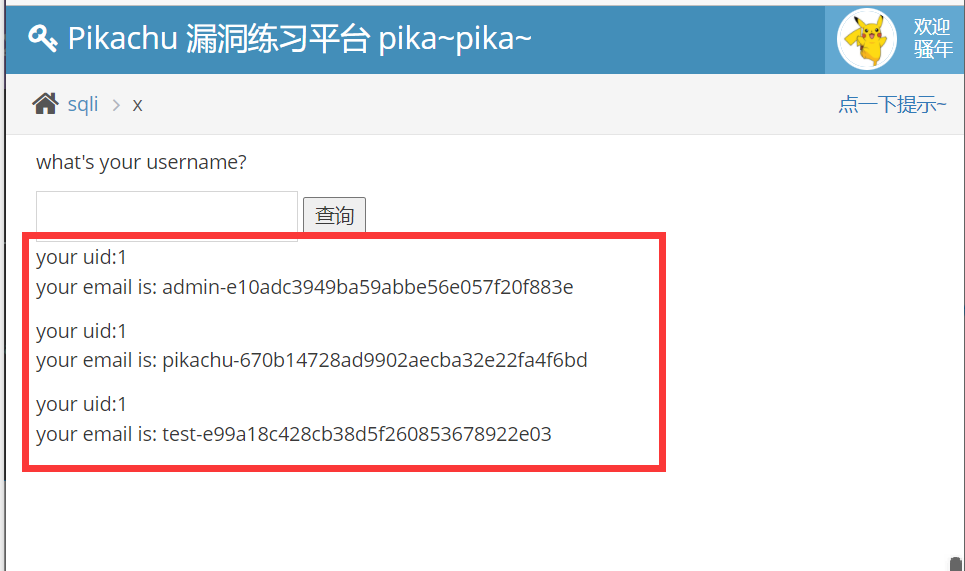 Pikachu 漏洞练习平台 pika~pika~
欢迎
骚年
sqli > x
点一下提示~
what's your username?
查询
your uid:1
your email is: admin-e10adc3949ba59abbe56e057f20f883e
your uid:1
your email is: pikachu-670b14728ad9902aecba32e22fa4f6bd
your uid:1
your email is: test-e99a18c428cb38d5f260853678922e03